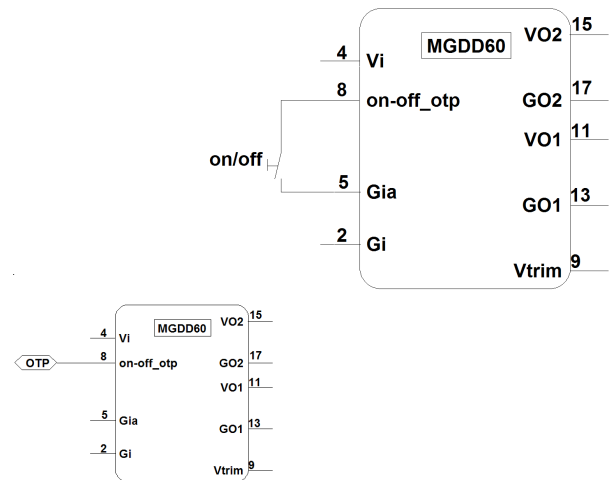 MGDD60
VO2 15
4 Vi
8 on-off_otp
GO2 17
VO1 11
on/off
5 Gia
GO1 13
2 Gi
Vtrim 9
MGDD60
VO2 15
4 Vi
OTP 8 on-off_otp
GO2 17
VO1 11
5 Gia
GO1 13
2 Gi
Vtrim 9